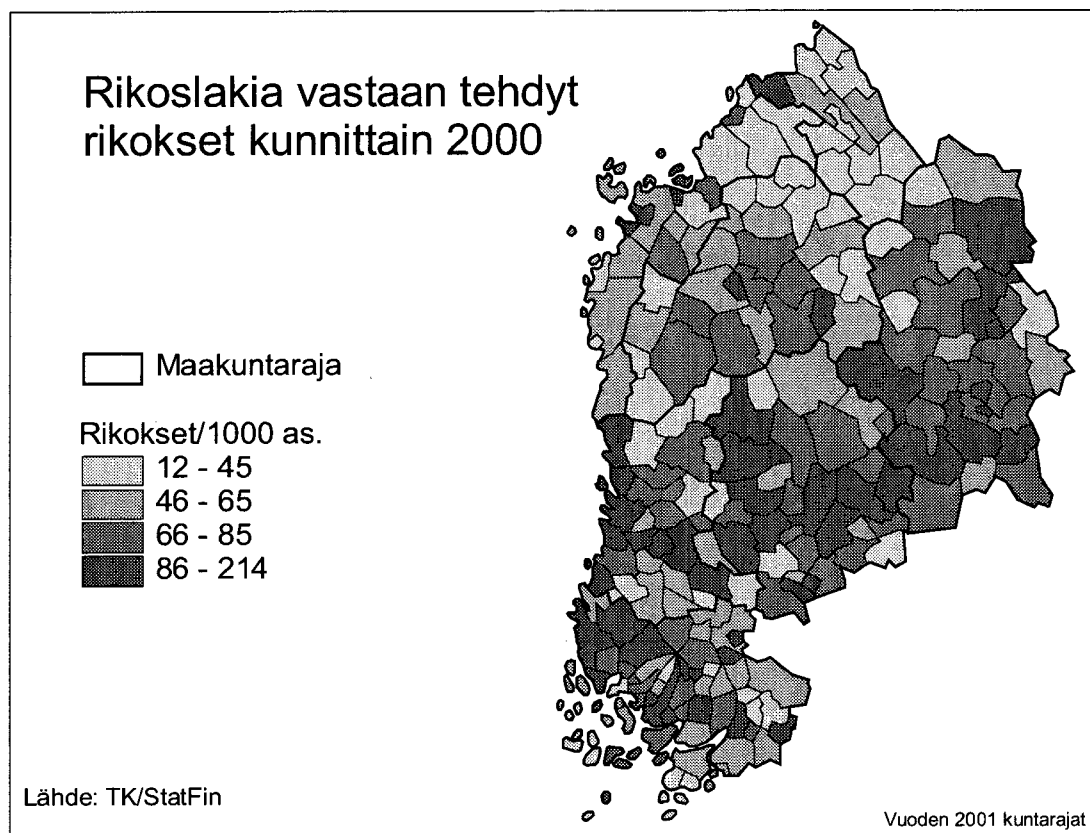 Rikoslakia vastaan tehdyt
rikokset kunnittain 2000
Maakuntaraja
Rikokset/1000 as.
12 - 45
46 - 65
66 - 85
86 - 214
Lähde: TK/StatFin
Vuoden 2001 kuntarajat